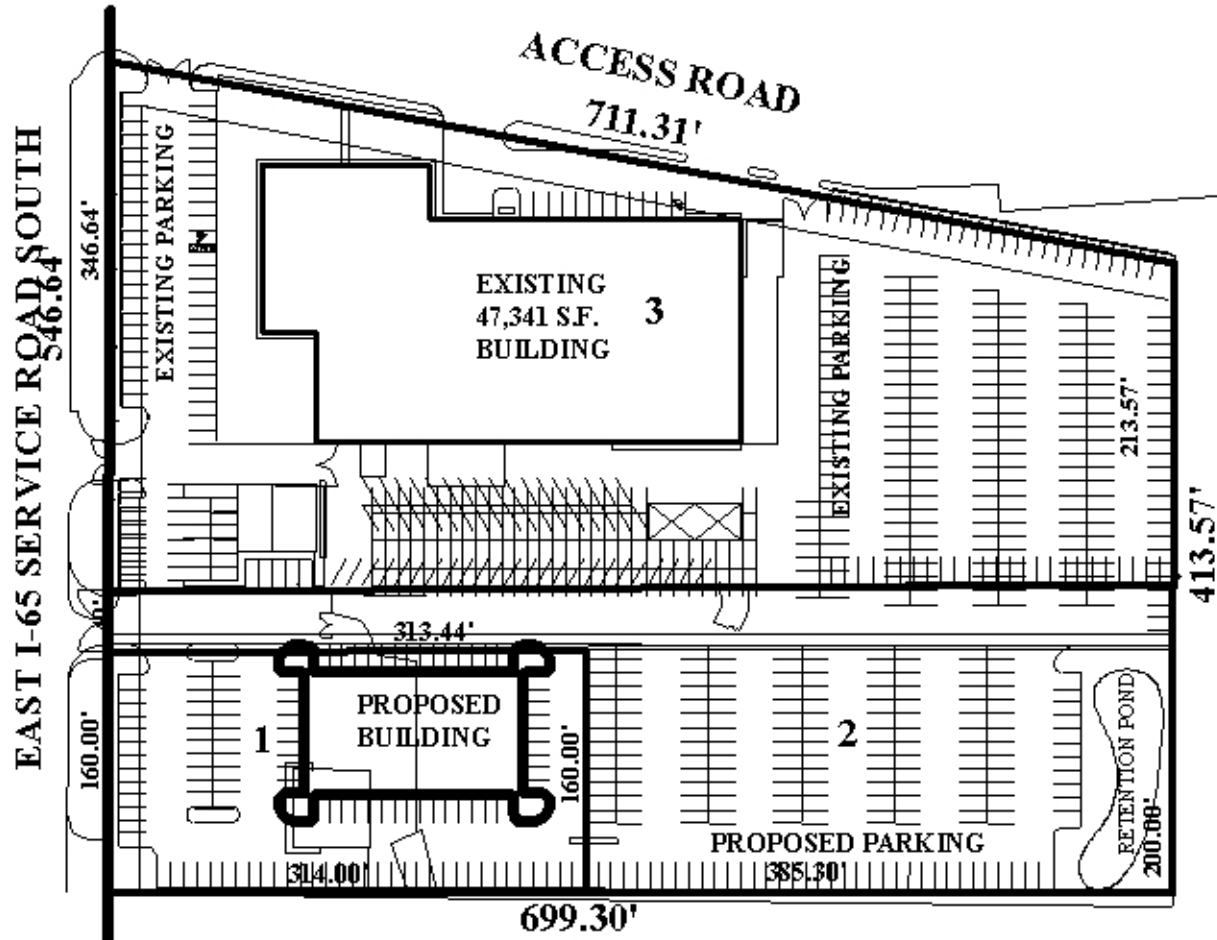 ACCESS ROAD
711.31'
EAST I-65 SERVICE ROAD SOUTH
546.64'
346.64'
EXISTING PARKING
EXISTING
47,341 S.F.
BUILDING
3
EXISTING PARKING
213.57'
413.57'
313.44'
PROPOSED
BUILDING
1
160.00'
160.00'
2
RETENTION POND
200.00'
PROPOSED PARKING
314.00'
385.30'
699.30'